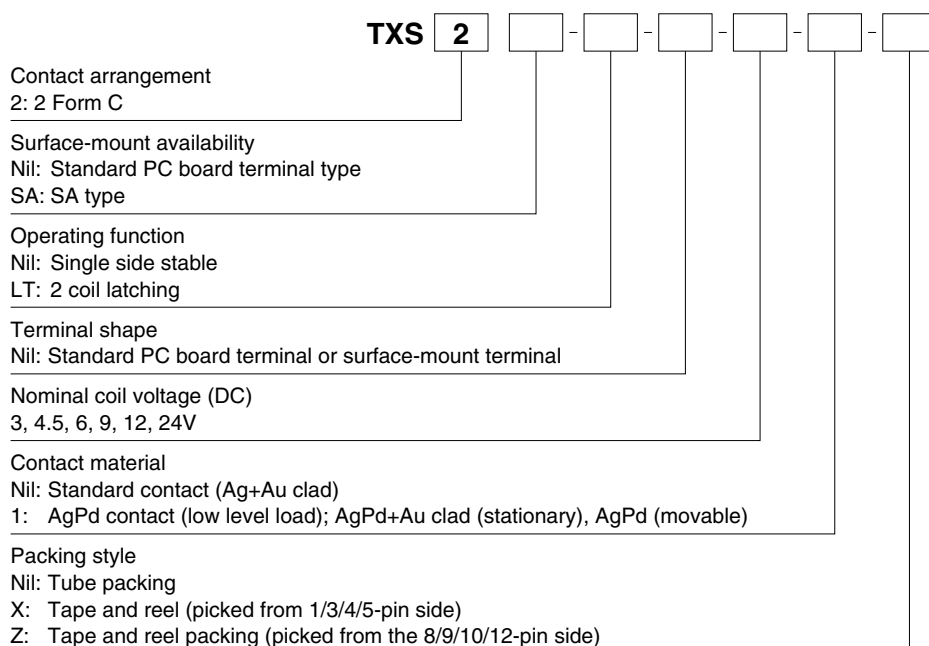 TXS 2 - - - - -
Contact arrangement
2: 2 Form C
Surface-mount availability
Nil: Standard PC board terminal type
SA: SA type
Operating function
Nil: Single side stable
LT: 2 coil latching
Terminal shape
Nil: Standard PC board terminal or surface-mount terminal
Nominal coil voltage (DC)
3, 4.5, 6, 9, 12, 24V
Contact material
Nil: Standard contact (Ag+Au clad)
1: AgPd contact (low level load); AgPd+Au clad (stationary), AgPd (movable)
Packing style
Nil: Tube packing
X: Tape and reel (picked from 1/3/4/5-pin side)
Z: Tape and reel packing (picked from the 8/9/10/12-pin side)